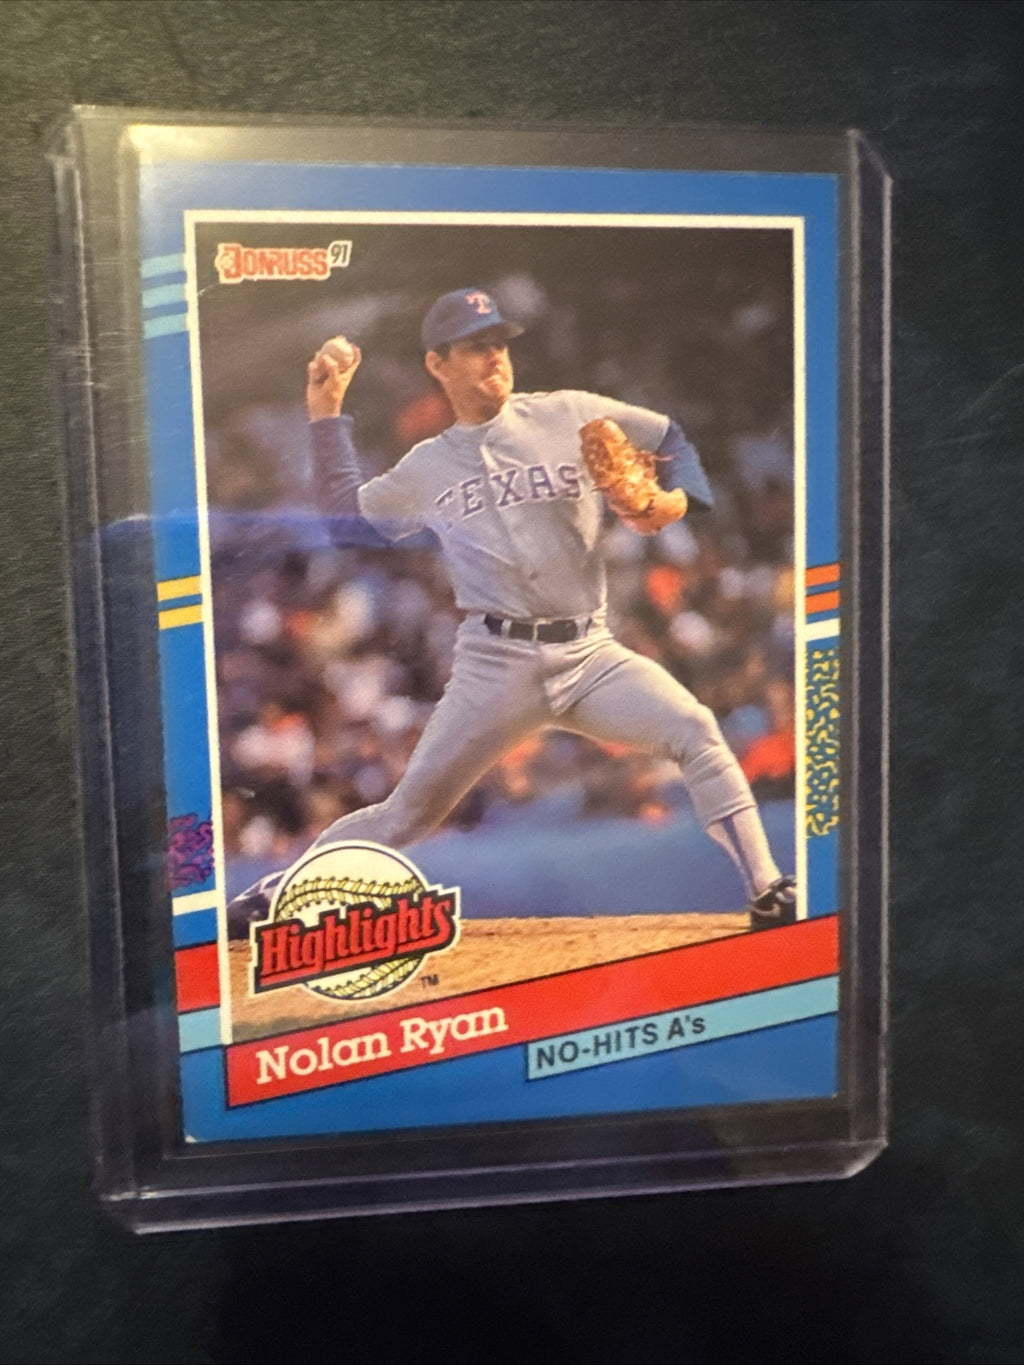 DONRUSS '91
T
TEXAS
Highlights
TM
Nolan Ryan
NO-HITS A's